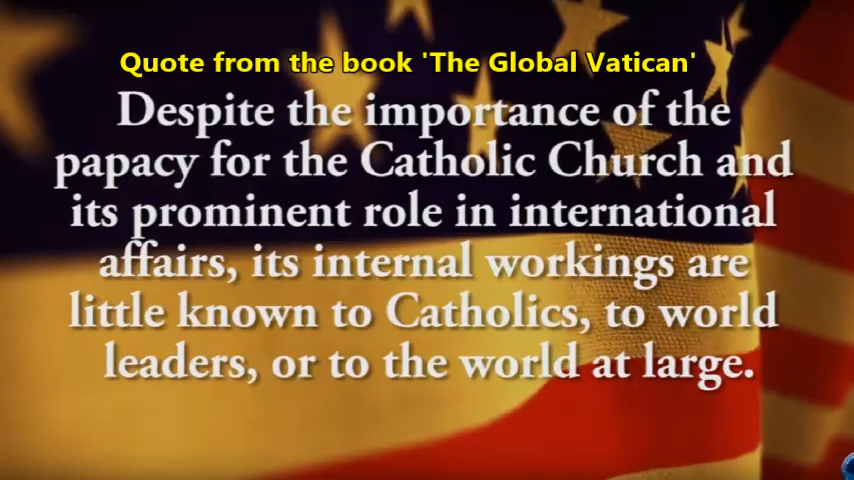 Quote from the book 'The Global Vatican'
Despite the importance of the
papacy for the Catholic Church and
its prominent role in international
affairs, its internal workings are
little known to Catholics, to world
leaders, or to the world at large.